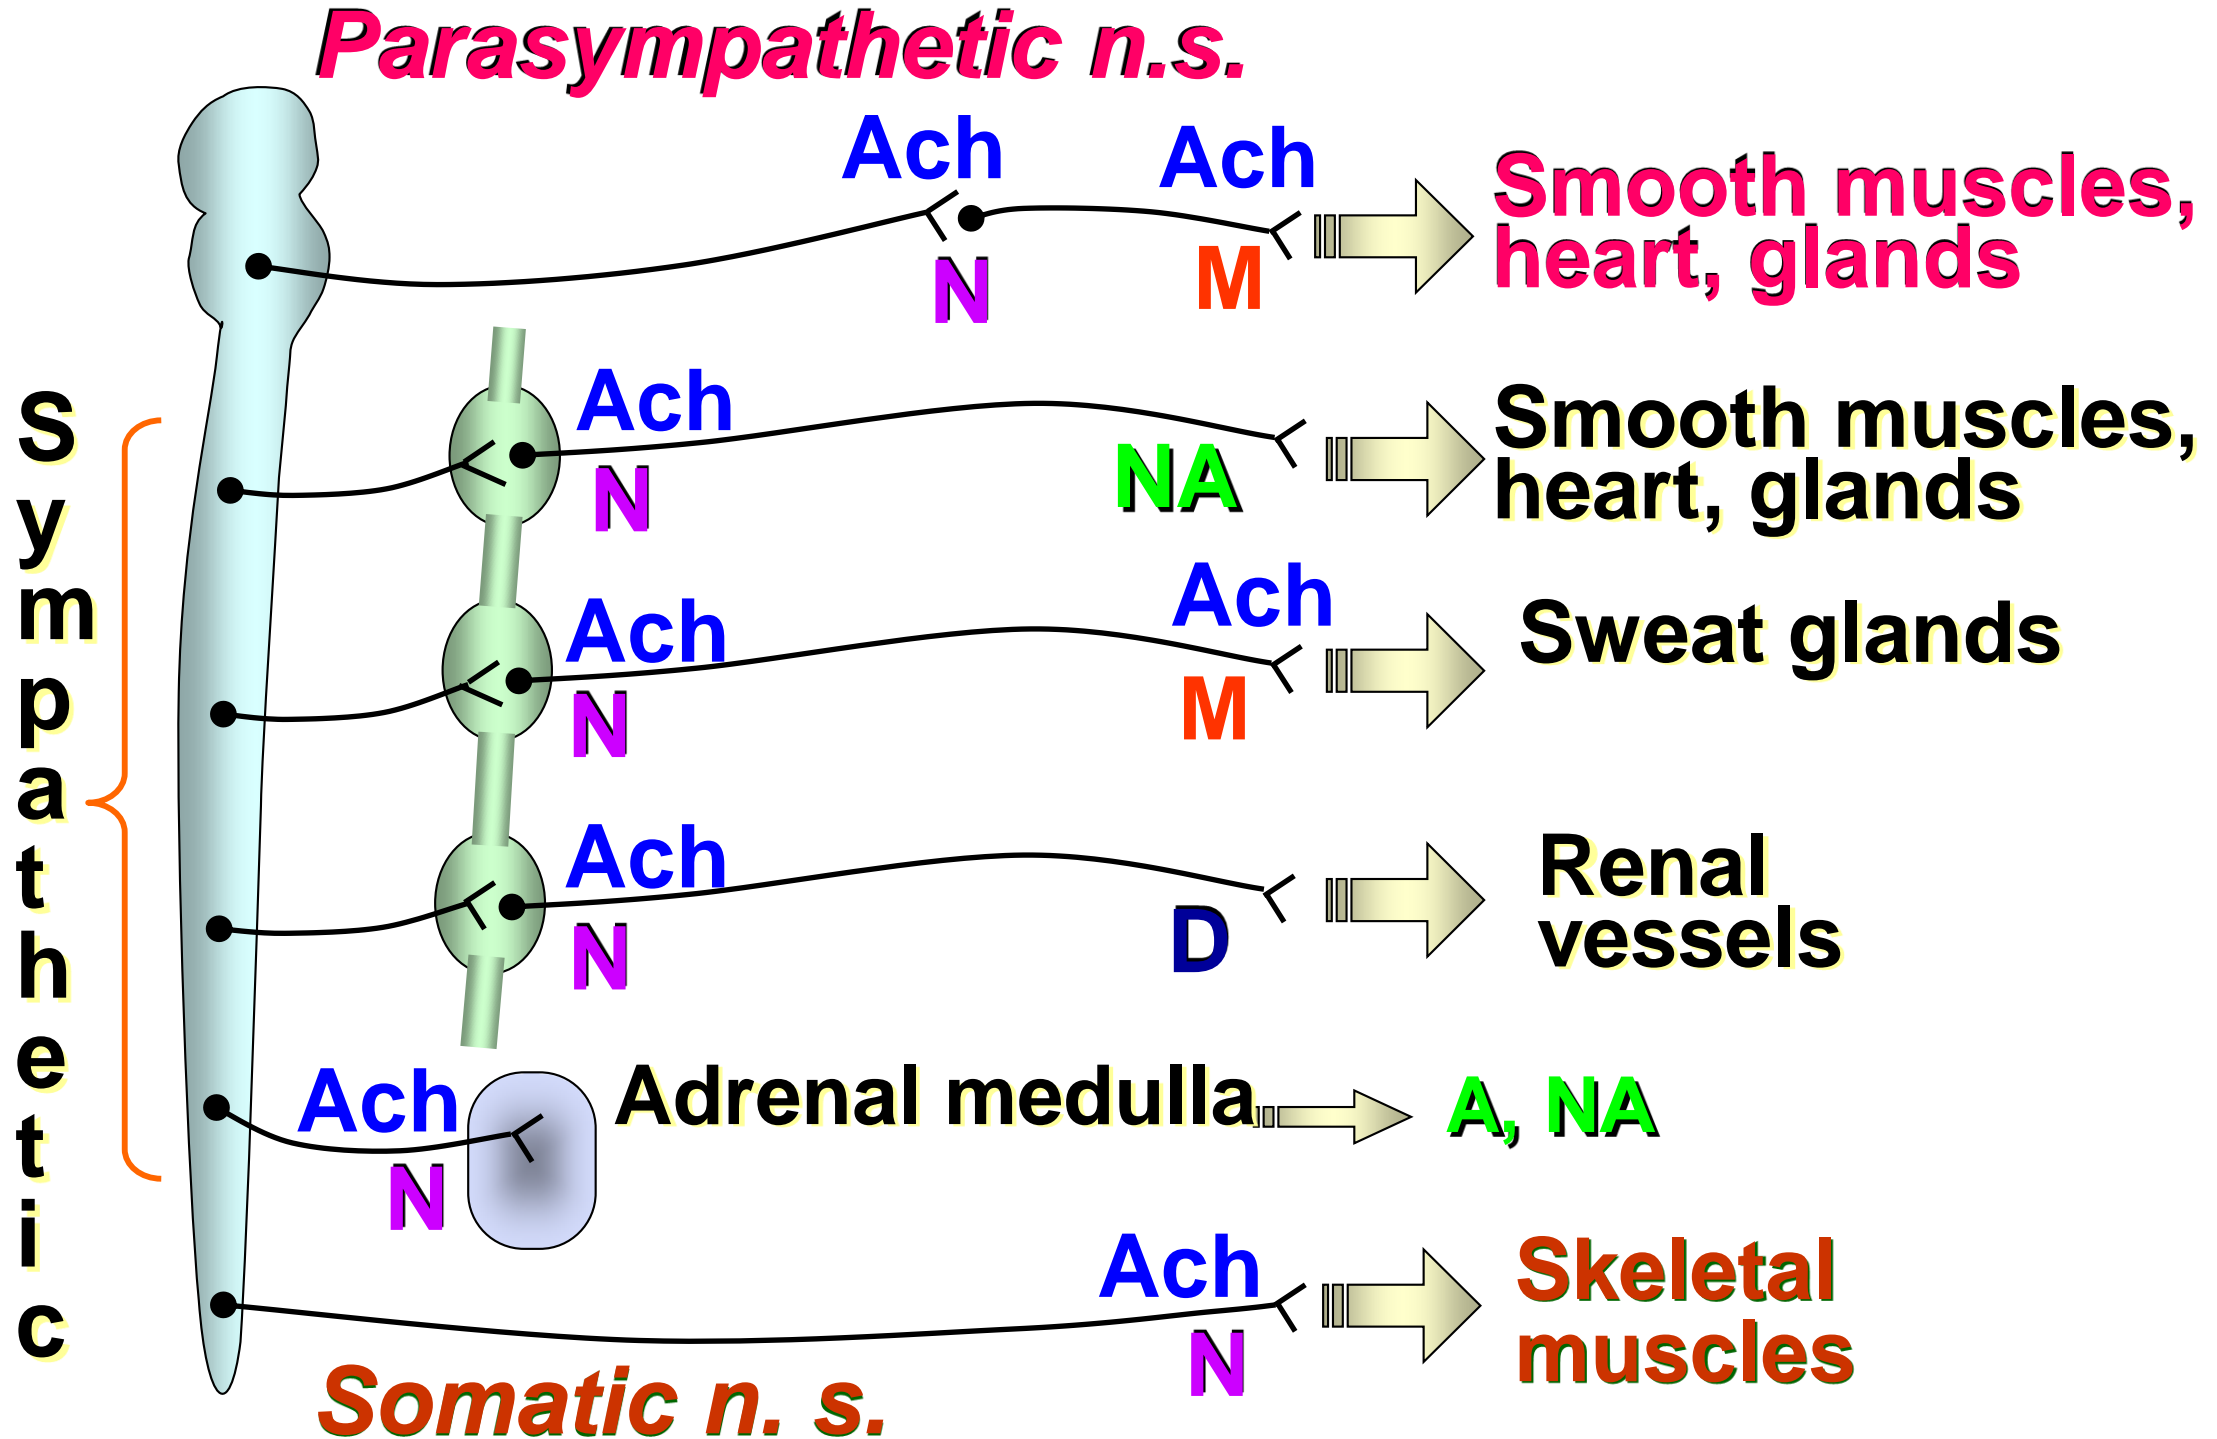 Parasympathetic n.s.
Ach
Ach
Smooth muscles,
heart, glands
N
M
Sympathetic
Ach
N
NA
Smooth muscles,
heart, glands
Ach
N
Ach
M
Sweat glands
Ach
N
D
Renal
vessels
Ach
N
Adrenal medulla
A, NA
Ach
N
Skeletal
muscles
Somatic n. s.